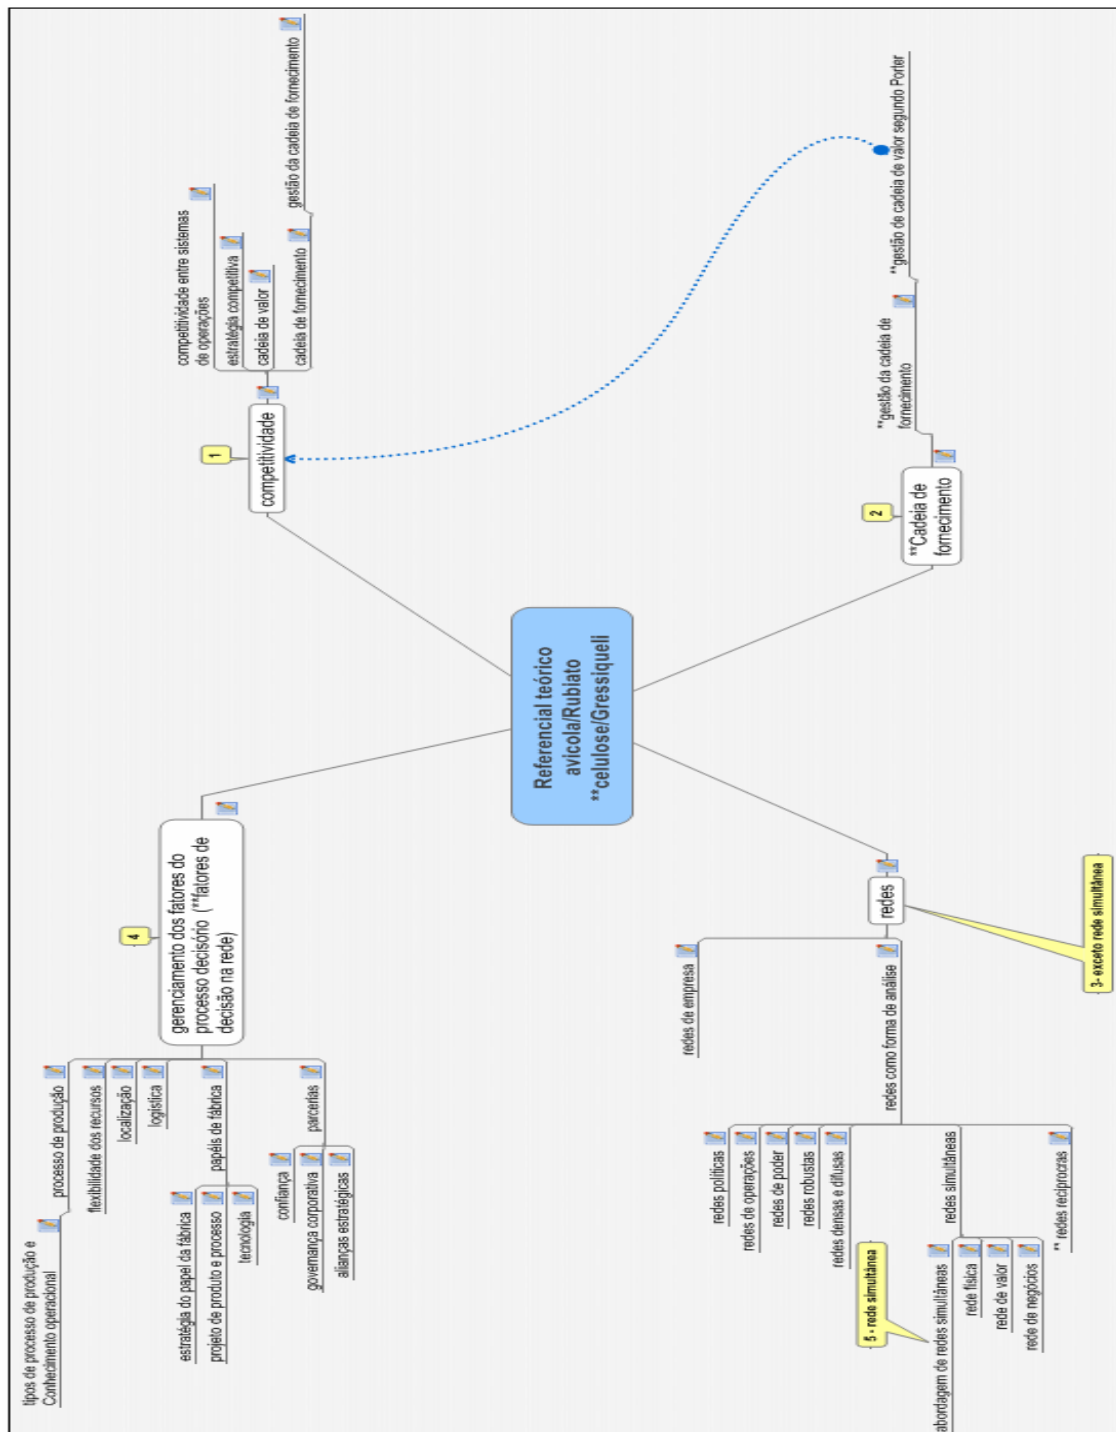 Referencial teórico
avicola/Rubiato
**celulose/Gressiqueli
1
competitividade
competitividade entre sistemas
de operações
estratégia competitiva
cadeia de valor
cadeia de fornecimento
gestão da cadeia de fornecimento
2
**Cadeia de
fornecimento
**gestão da cadeia de
fornecimento
**gestão de cadeia de valor segundo Porter
3- exceto rede simultânea
redes
redes de empresa
redes como forma de análise
redes políticas
redes de operações
redes de poder
redes robustas
redes densas e difusas
redes simultâneas
5 - rede simultânea
abordagem de redes simultâneas
rede física
rede de valor
rede de negócios
** redes recíprocras
4
gerenciamento dos fatores do
processo decisório (**fatores de
decisão na rede)
processo de produção
tipos de processo de produção e
Conhecimento operacional
flexibilidade dos recursos
localização
logística
papéis de fábrica
estratégia do papel da fábrica
projeto de produto e processo
tecnologia
parcerias
confiança
governança corporativa
alianças estratégicas